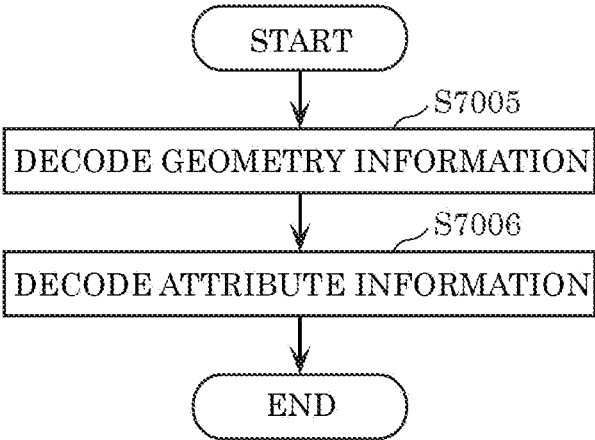 START
S7005
DECODE GEOMETRY INFORMATION
S7006
DECODE ATTRIBUTE INFORMATION
END